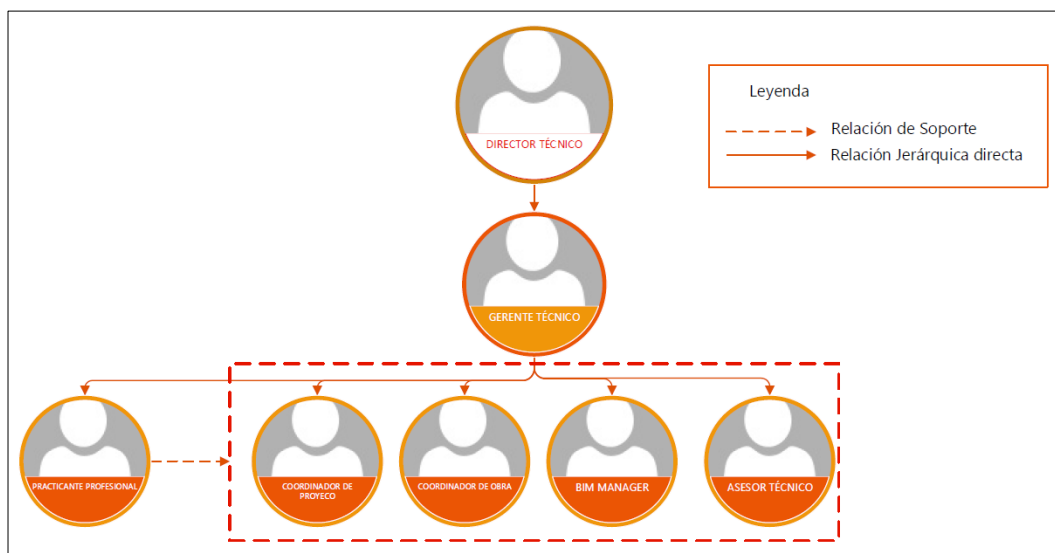 DIRECTOR TÉCNICO
Leyenda
Relación de Soporte
Relación Jerárquica directa
GERENTE TÉCNICO
PRACTICANTE PROFESIONAL
COORDINADOR DE
PROYECO
COORDINADOR DE OBRA
BIM MANAGER
ASESOR TÉCNICO